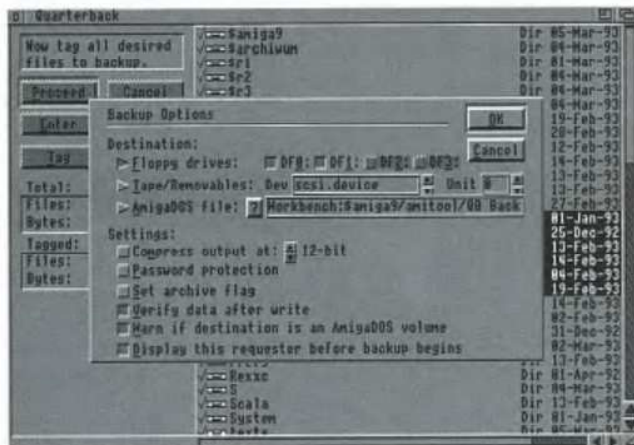 Quarterback
Now tag all desired
files to backup.
Proceed Cancel
Enter
Tag
Total:
Files:
Bytes:
Tagged:
Files:
Bytes:
$amiga9 Dir 05-Mar-93
$archiwum Dir 04-Mar-93
$r1 Dir 01-Mar-93
$r2 Dir 04-Mar-93
$r3 Dir 04-Mar-93
04-Mar-93
19-Feb-93
20-Feb-93
12-Feb-93
14-Feb-93
13-Feb-93
13-Feb-93
27-Feb-93
01-Jan-93
25-Dec-92
13-Feb-93
14-Feb-93
04-Feb-93
19-Feb-93
14-Feb-93
02-Feb-93
31-Dec-92
02-Mar-93
Dir 13-Feb-93
Rexxc Dir 01-Apr-92
S Dir 04-Mar-93
Scala Dir 13-Feb-93
System Dir 01-Jan-93
Dir 05-Mar-93
Backup Options
OK
Cancel
Destination:
Floppy drives: DF0: DF1: DF2: DF3:
Tape/Removables: Dev scsi.device Unit 0
AmigaDOS file: ? Workbench:$amiga9/amitool/00 Back
Settings:
Compress output at: 12-bit
Password protection
Set archive flag
Verify data after write
Warn if destination is an AmigaDOS volume
Display this requester before backup begins